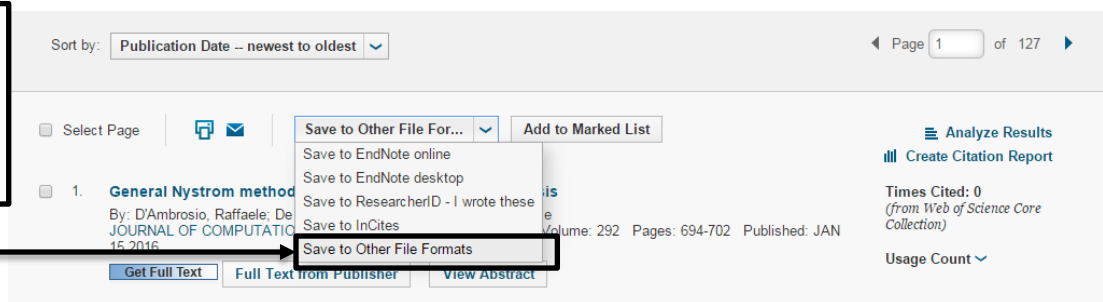 Sort by: Publication Date -- newest to oldest
Page 1 of 127
Select Page
Save to Other File For...
Add to Marked List
Analyze Results
Create Citation Report
Save to EndNote online
Save to EndNote desktop
Save to ResearcherID - I wrote these
Save to InCites
Save to Other File Formats
1. General Nystrom
By: D'Ambrosio, Raffaele; De
JOURNAL OF Volume: 292 Pages: 694-702 Published: JAN
15 2016
Get Full Text
Full Text from Publisher
View Abstract
Times Cited: 0
(from Web of Science Core
Collection)
Usage Count